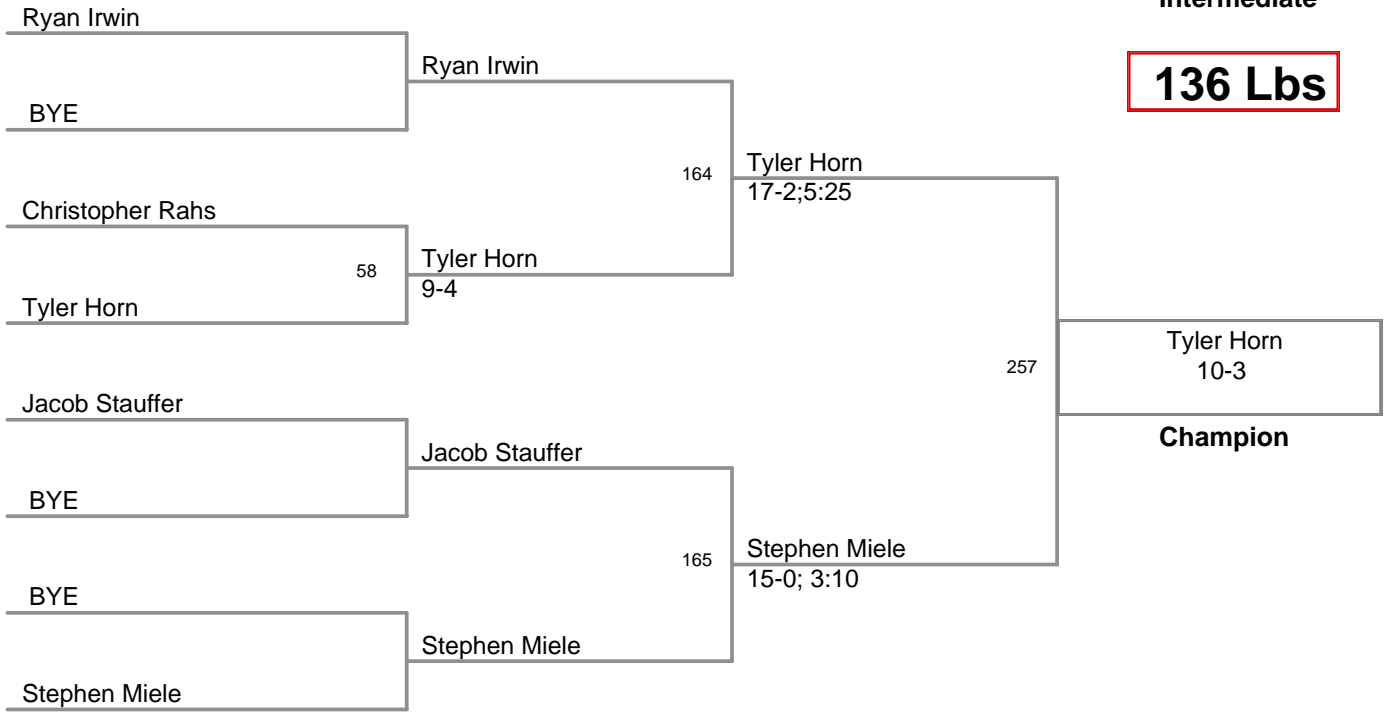 Intermediate
136 Lbs
Ryan Irwin
BYE
Christopher Rahs
58
Tyler Horn
Jacob Stauffer
BYE
BYE
Stephen Miele
Ryan Irwin
164
Tyler Horn
9-4
Jacob Stauffer
165
Stephen Miele
Tyler Horn
17-2;5:25
257
Stephen Miele
15-0; 3:10
Tyler Horn
10-3
Champion